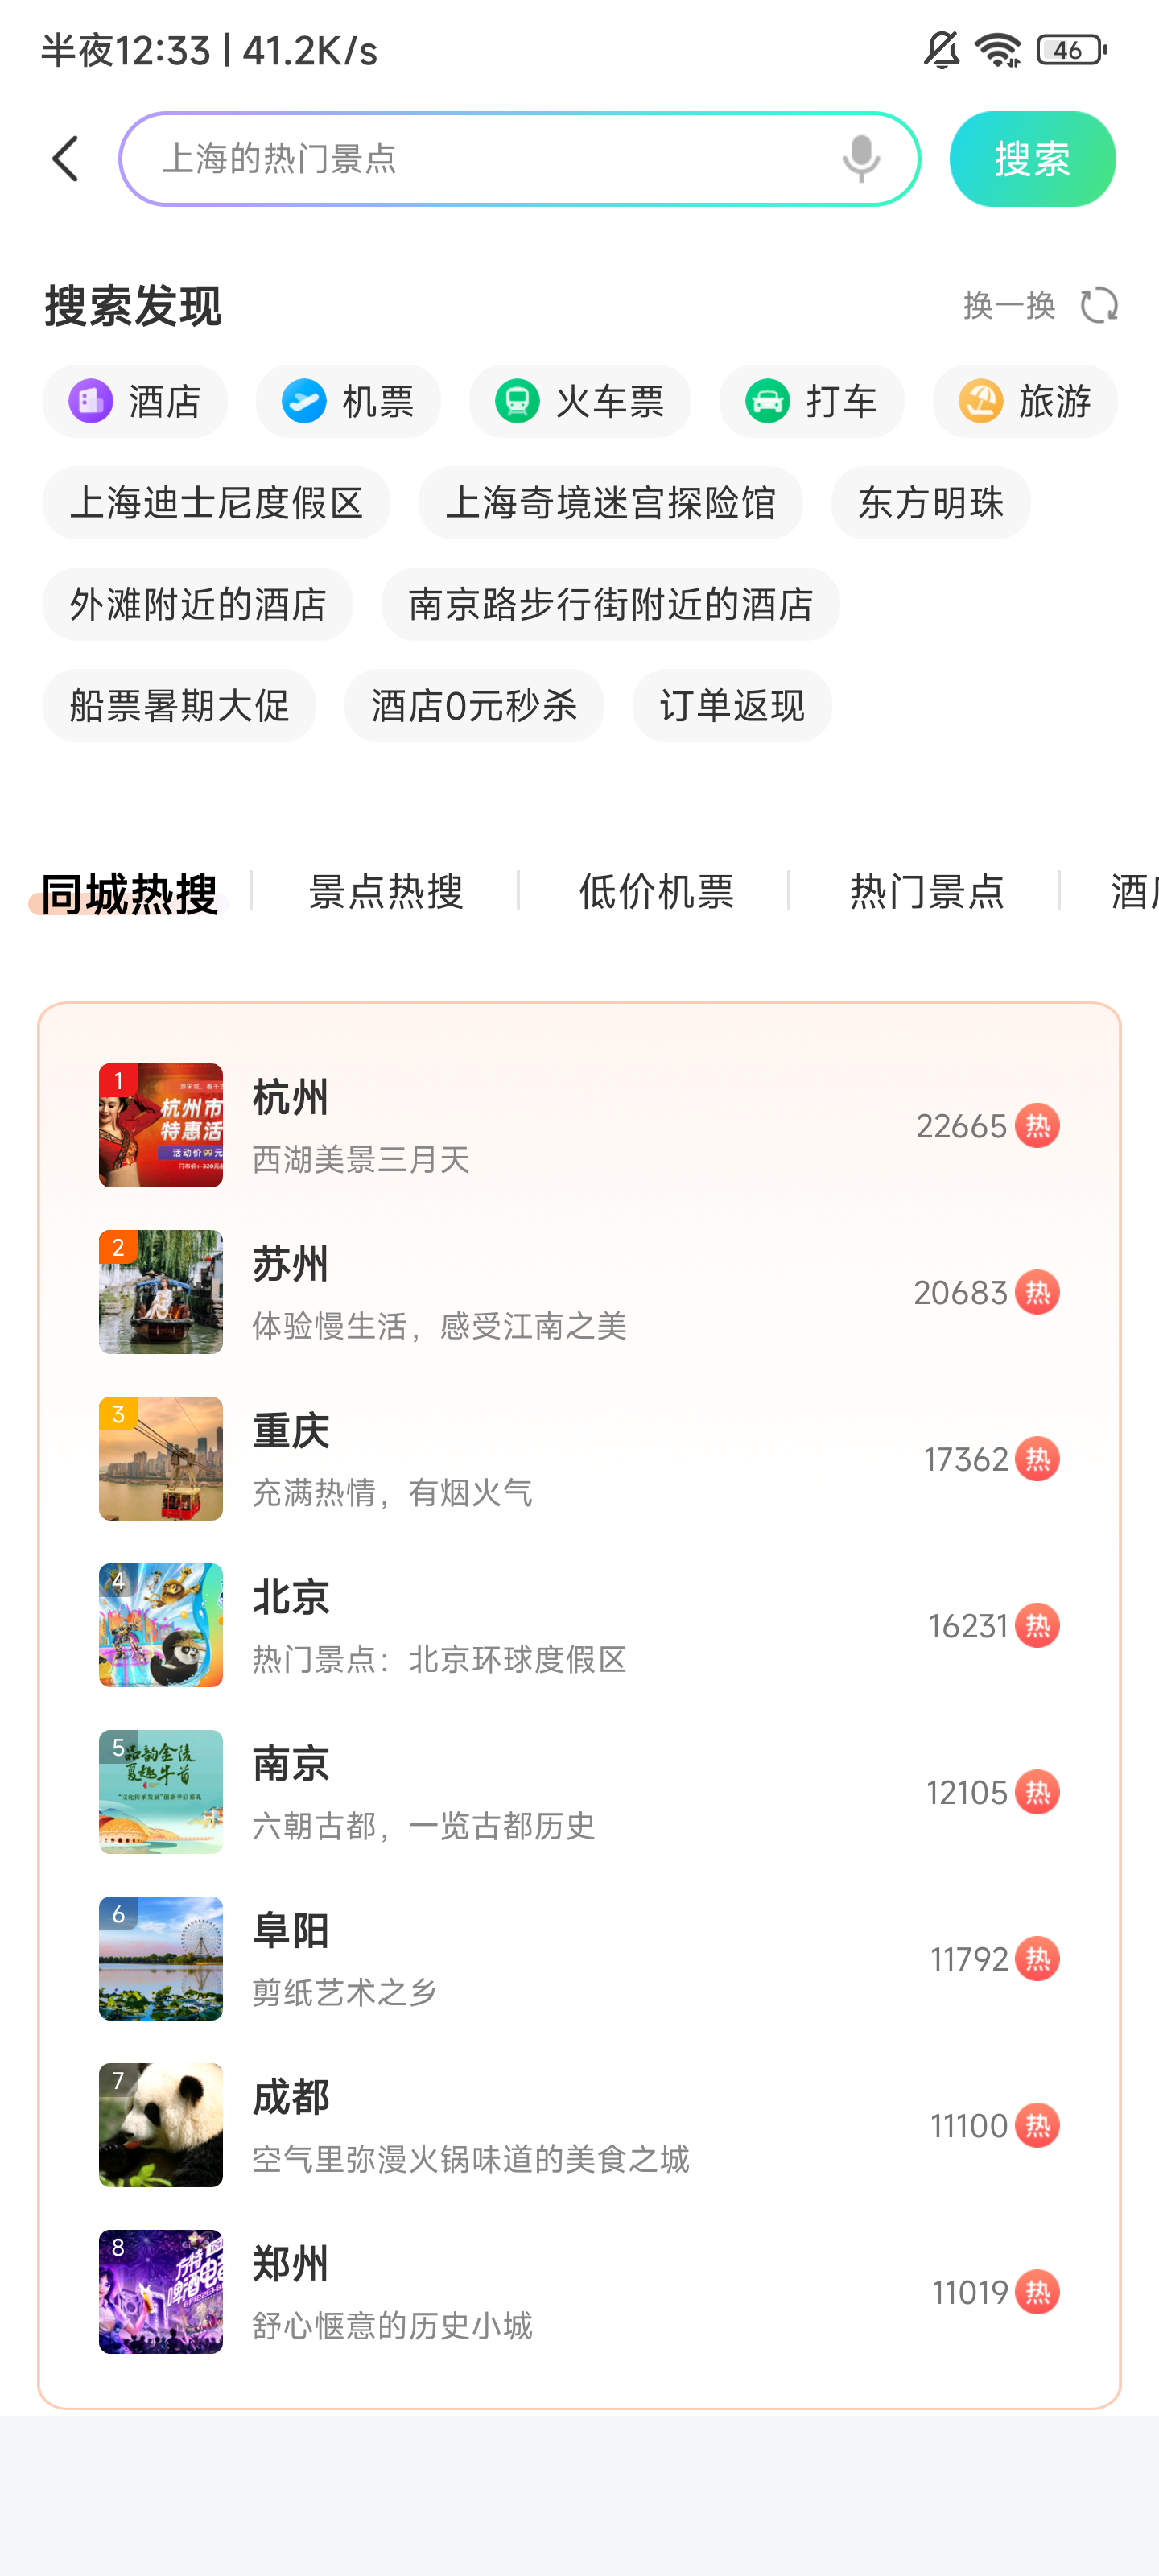 半夜12:33 | 41.2K/s
46
上海的热门景点
搜索
搜索发现
换一换
酒店 机票 火车票 打车 旅游
上海迪士尼度假区 上海奇境迷宫探险馆 东方明珠
外滩附近的酒店 南京路步行街附近的酒店
船票暑期大促 酒店0元秒杀 订单返现
同城热搜 景点热搜 低价机票 热门景点
1
杭州市
特惠活
活动价99元
杭州
西湖美景三月天
22665 热
2
苏州
体验慢生活，感受江南之美
20683 热
3
重庆
充满热情，有烟火气
17362 热
4
北京
热门景点：北京环球度假区
16231 热
5
品韵金陵
夏趣牛首
南京
六朝古都，一览古都历史
12105 热
6
阜阳
剪纸艺术之乡
11792 热
7
成都
空气里弥漫火锅味道的美食之城
11100 热
8
方特
啤酒电
郑州
舒心惬意的历史小城
11019 热